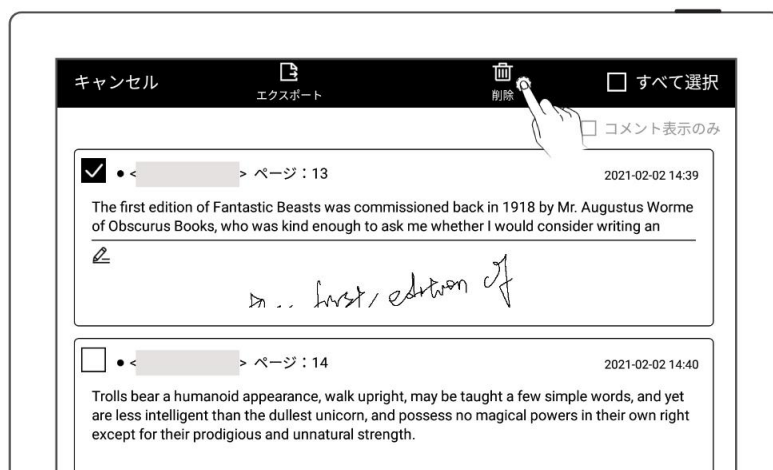 キャンセル
エクスポート
削除
すべて選択
コメント表示のみ
● < > ページ：13
2021-02-02 14:39
The first edition of Fantastic Beasts was commissioned back in 1918 by Mr. Augustus Worme
of Obscurus Books, who was kind enough to ask me whether I would consider writing an
first, edition of
● < > ページ：14
2021-02-02 14:40
Trolls bear a humanoid appearance, walk upright, may be taught a few simple words, and yet
are less intelligent than the dullest unicorn, and possess no magical powers in their own right
except for their prodigious and unnatural strength.